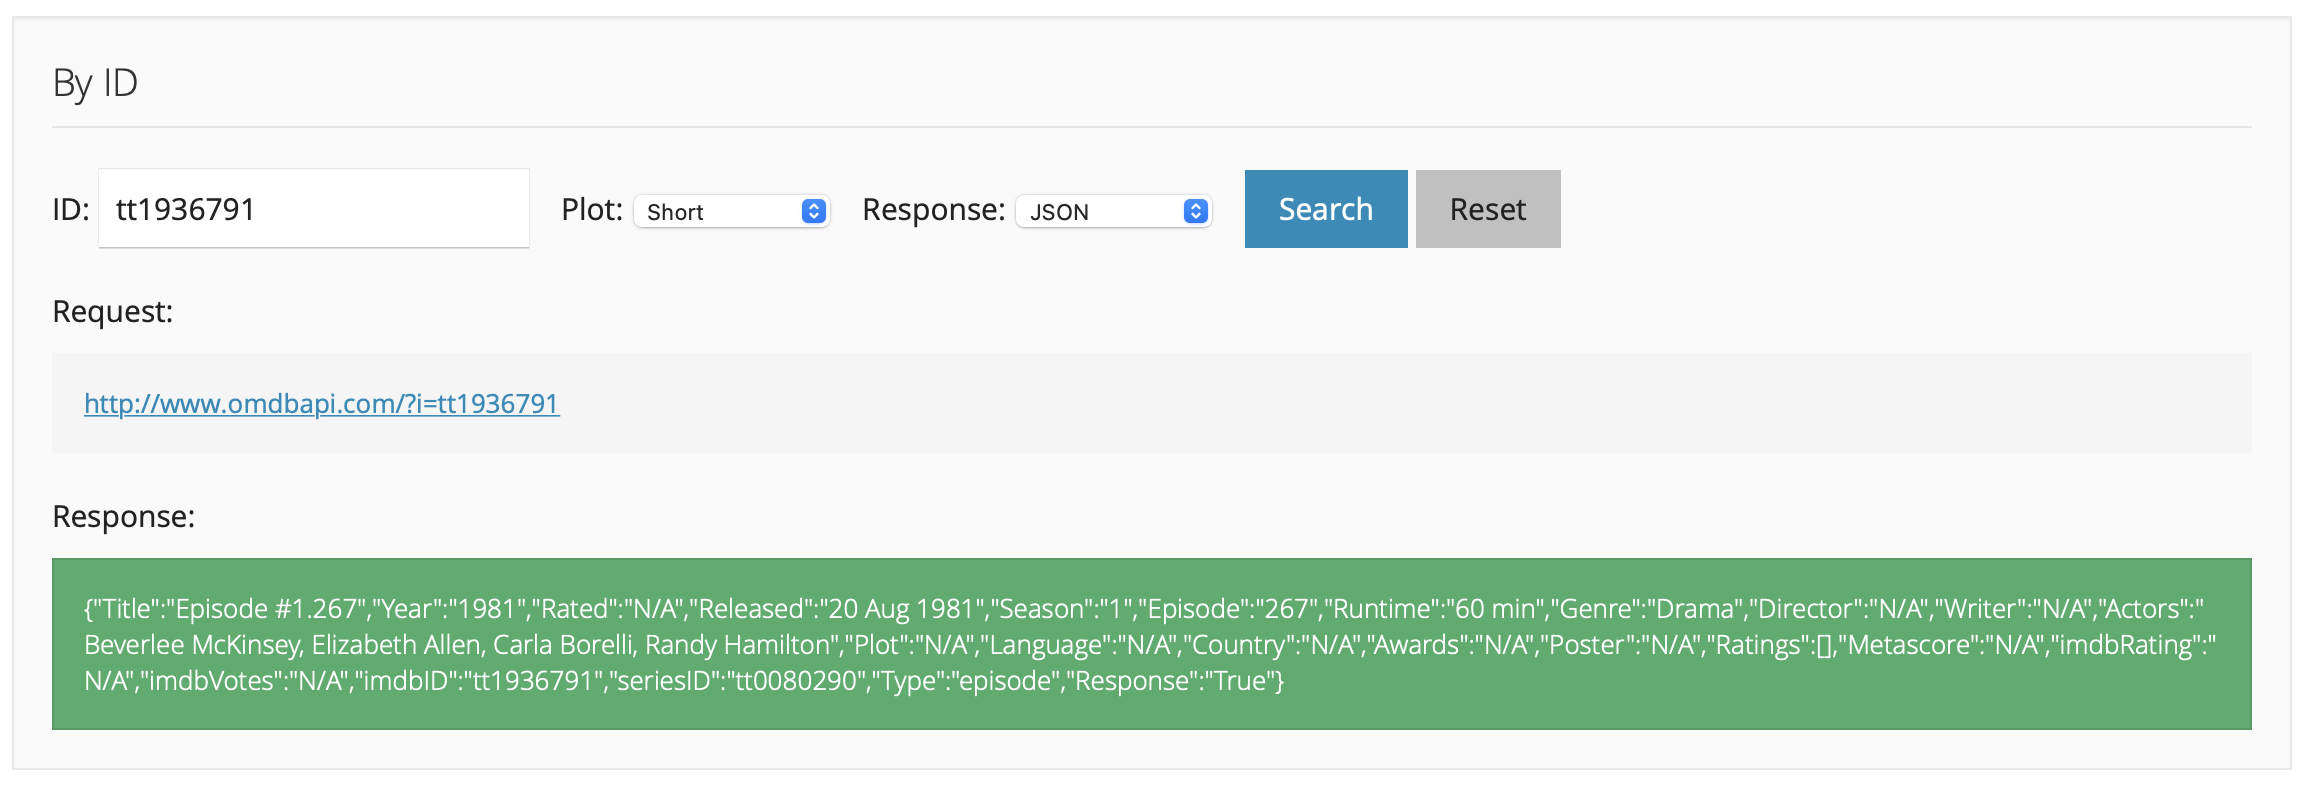 By ID
ID: tt1936791 Plot: Short Response: JSON Search Reset
Request:
http://www.omdbapi.com/?i=tt1936791
Response:
{"Title":"Episode #1.267","Year":"1981","Rated":"N/A","Released":"20 Aug 1981","Season":"1","Episode":"267","Runtime":"60 min","Genre":"Drama","Director":"N/A","Writer":"N/A","Actors":"
Beverlee McKinsey, Elizabeth Allen, Carla Borelli, Randy Hamilton","Plot":"N/A","Language":"N/A","Country":"N/A","Awards":"N/A","Poster":"N/A","Ratings":[],"Metascore":"N/A","imdbRating":"
N/A","imdbVotes":"N/A","imdbID":"tt1936791","seriesID":"tt0080290","Type":"episode","Response":"True"}